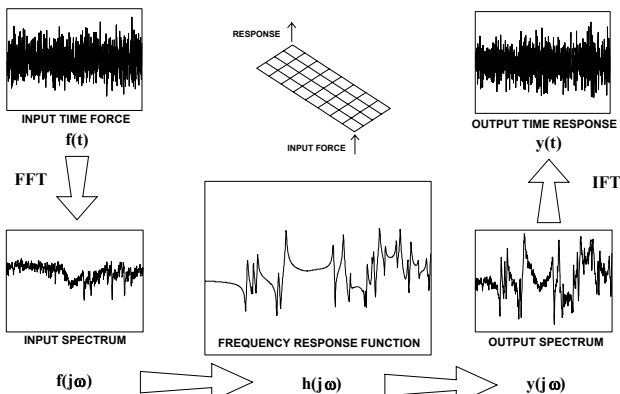 RESPONSE
INPUT FORCE
INPUT TIME FORCE
f(t)
FFT
OUTPUT TIME RESPONSE
y(t)
IFT
INPUT SPECTRUM
FREQUENCY RESPONSE FUNCTION
OUTPUT SPECTRUM
f(jω)
h(jω)
y(jω)